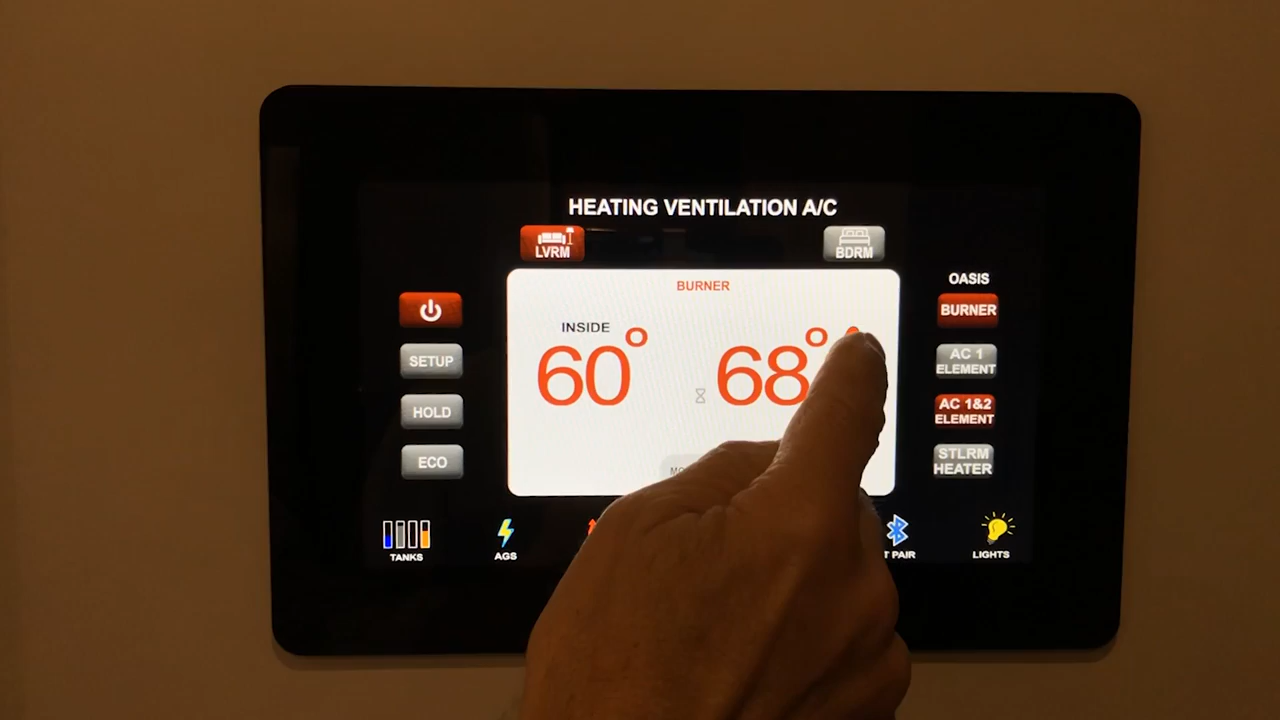 HEATING VENTILATION A/C
LVRM
BDRM
BURNER
INSIDE
60°
68°
SETUP
HOLD
ECO
OASIS
BURNER
AC 1
ELEMENT
AC 1&2
ELEMENT
STLRM
HEATER
TANKS
AGS
PAIR
LIGHTS